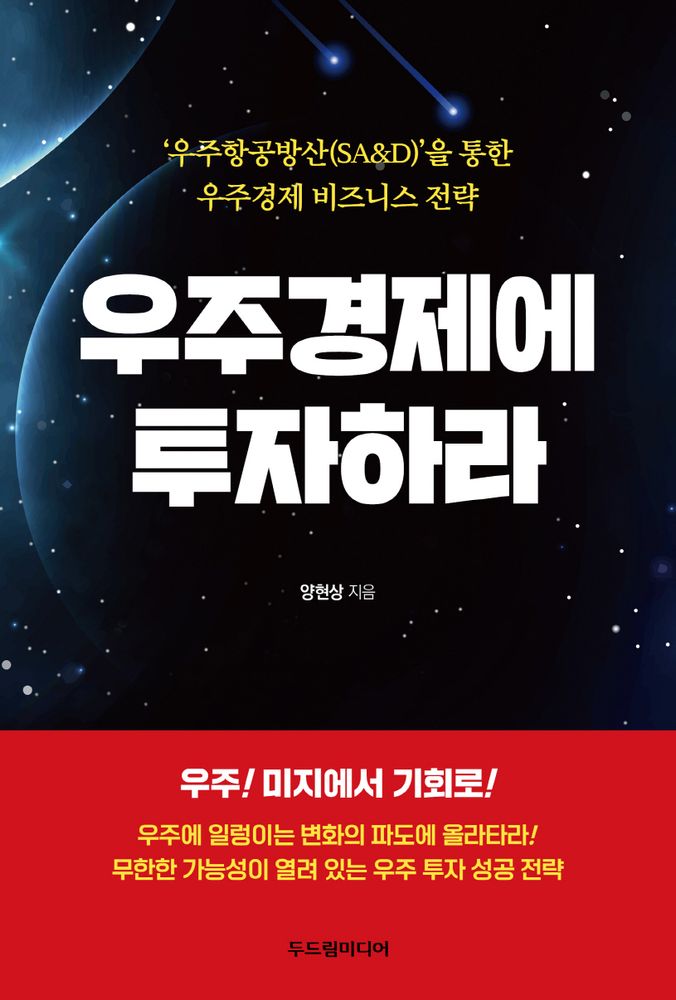 ‘우주항공방산(SA&D)’을 통한
우주경제 비즈니스 전략
우주경제에
투자하라
양현상 지음
우주! 미지에서 기회로!
우주에 일렁이는 변화의 파도에 올라타라!
무한한 가능성이 열려 있는 우주 투자 성공 전략
두드림미디어